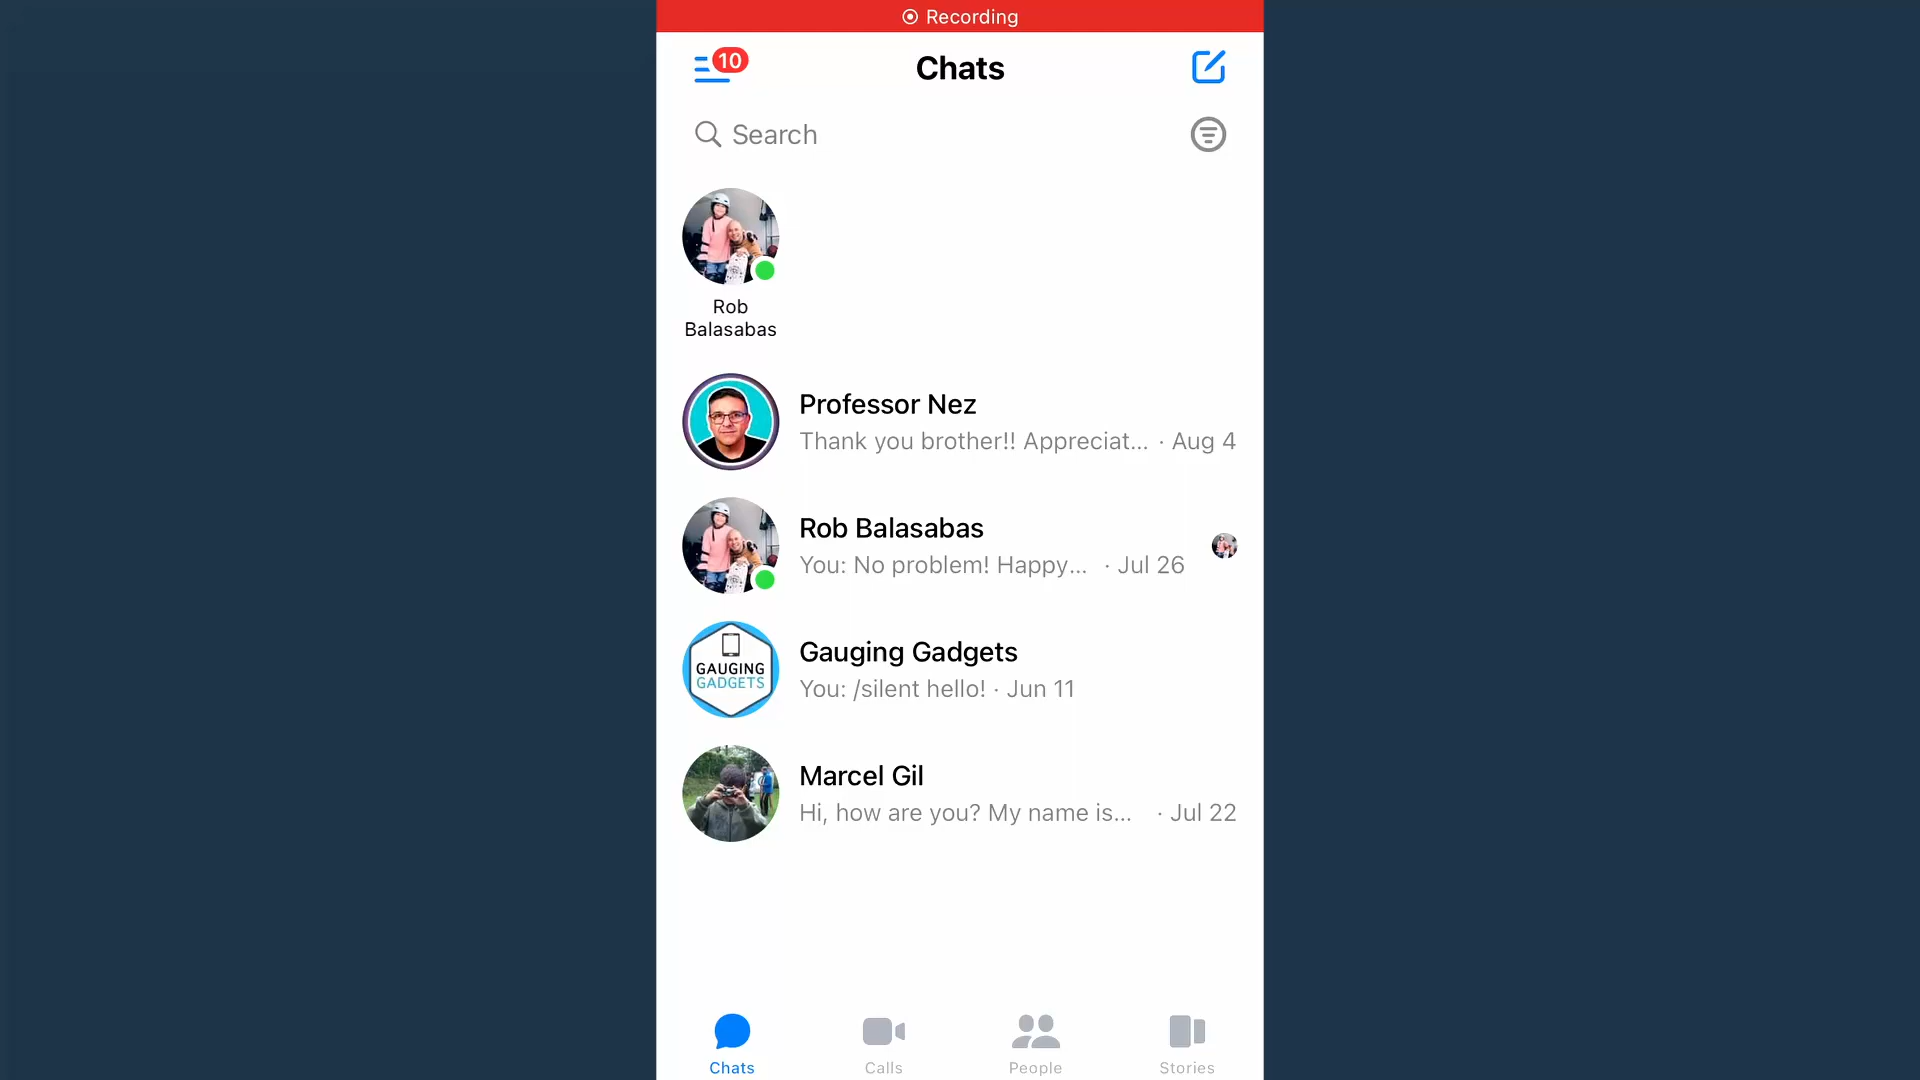 Recording
10
Chats
Search
Rob
Balasabas
Professor Nez
Thank you brother!! Appreciat... · Aug 4
Rob Balasabas
You: No problem! Happy... · Jul 26
GAUGING
GADGETS
Gauging Gadgets
You: /silent hello! · Jun 11
Marcel Gil
Hi, how are you? My name is... · Jul 22
Chats
Calls
People
Stories